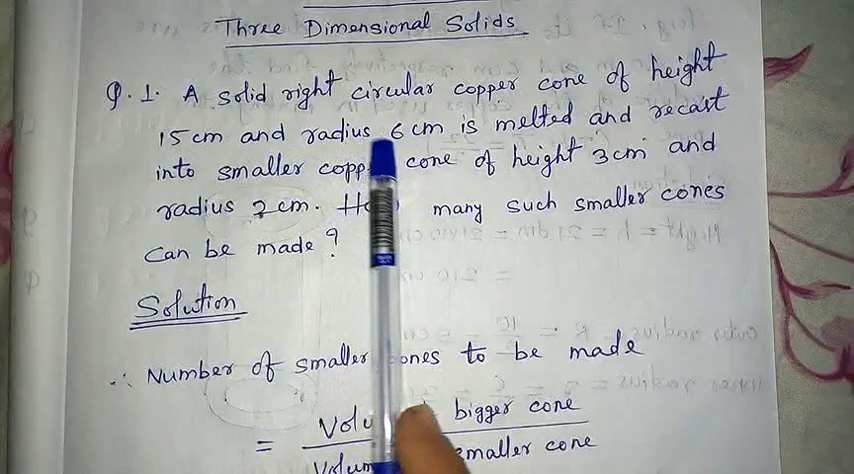 Three Dimensional Solids
Q.1. A solid right circular copper cone of height
15 cm and radius 6 cm is melted and recast
into smaller copp cone of height 3 cm and
radius 2 cm. many such smaller cones
can be made?
Solution
∴ Number of smaller ones to be made
= Volu bigger cone
Volum smaller cone